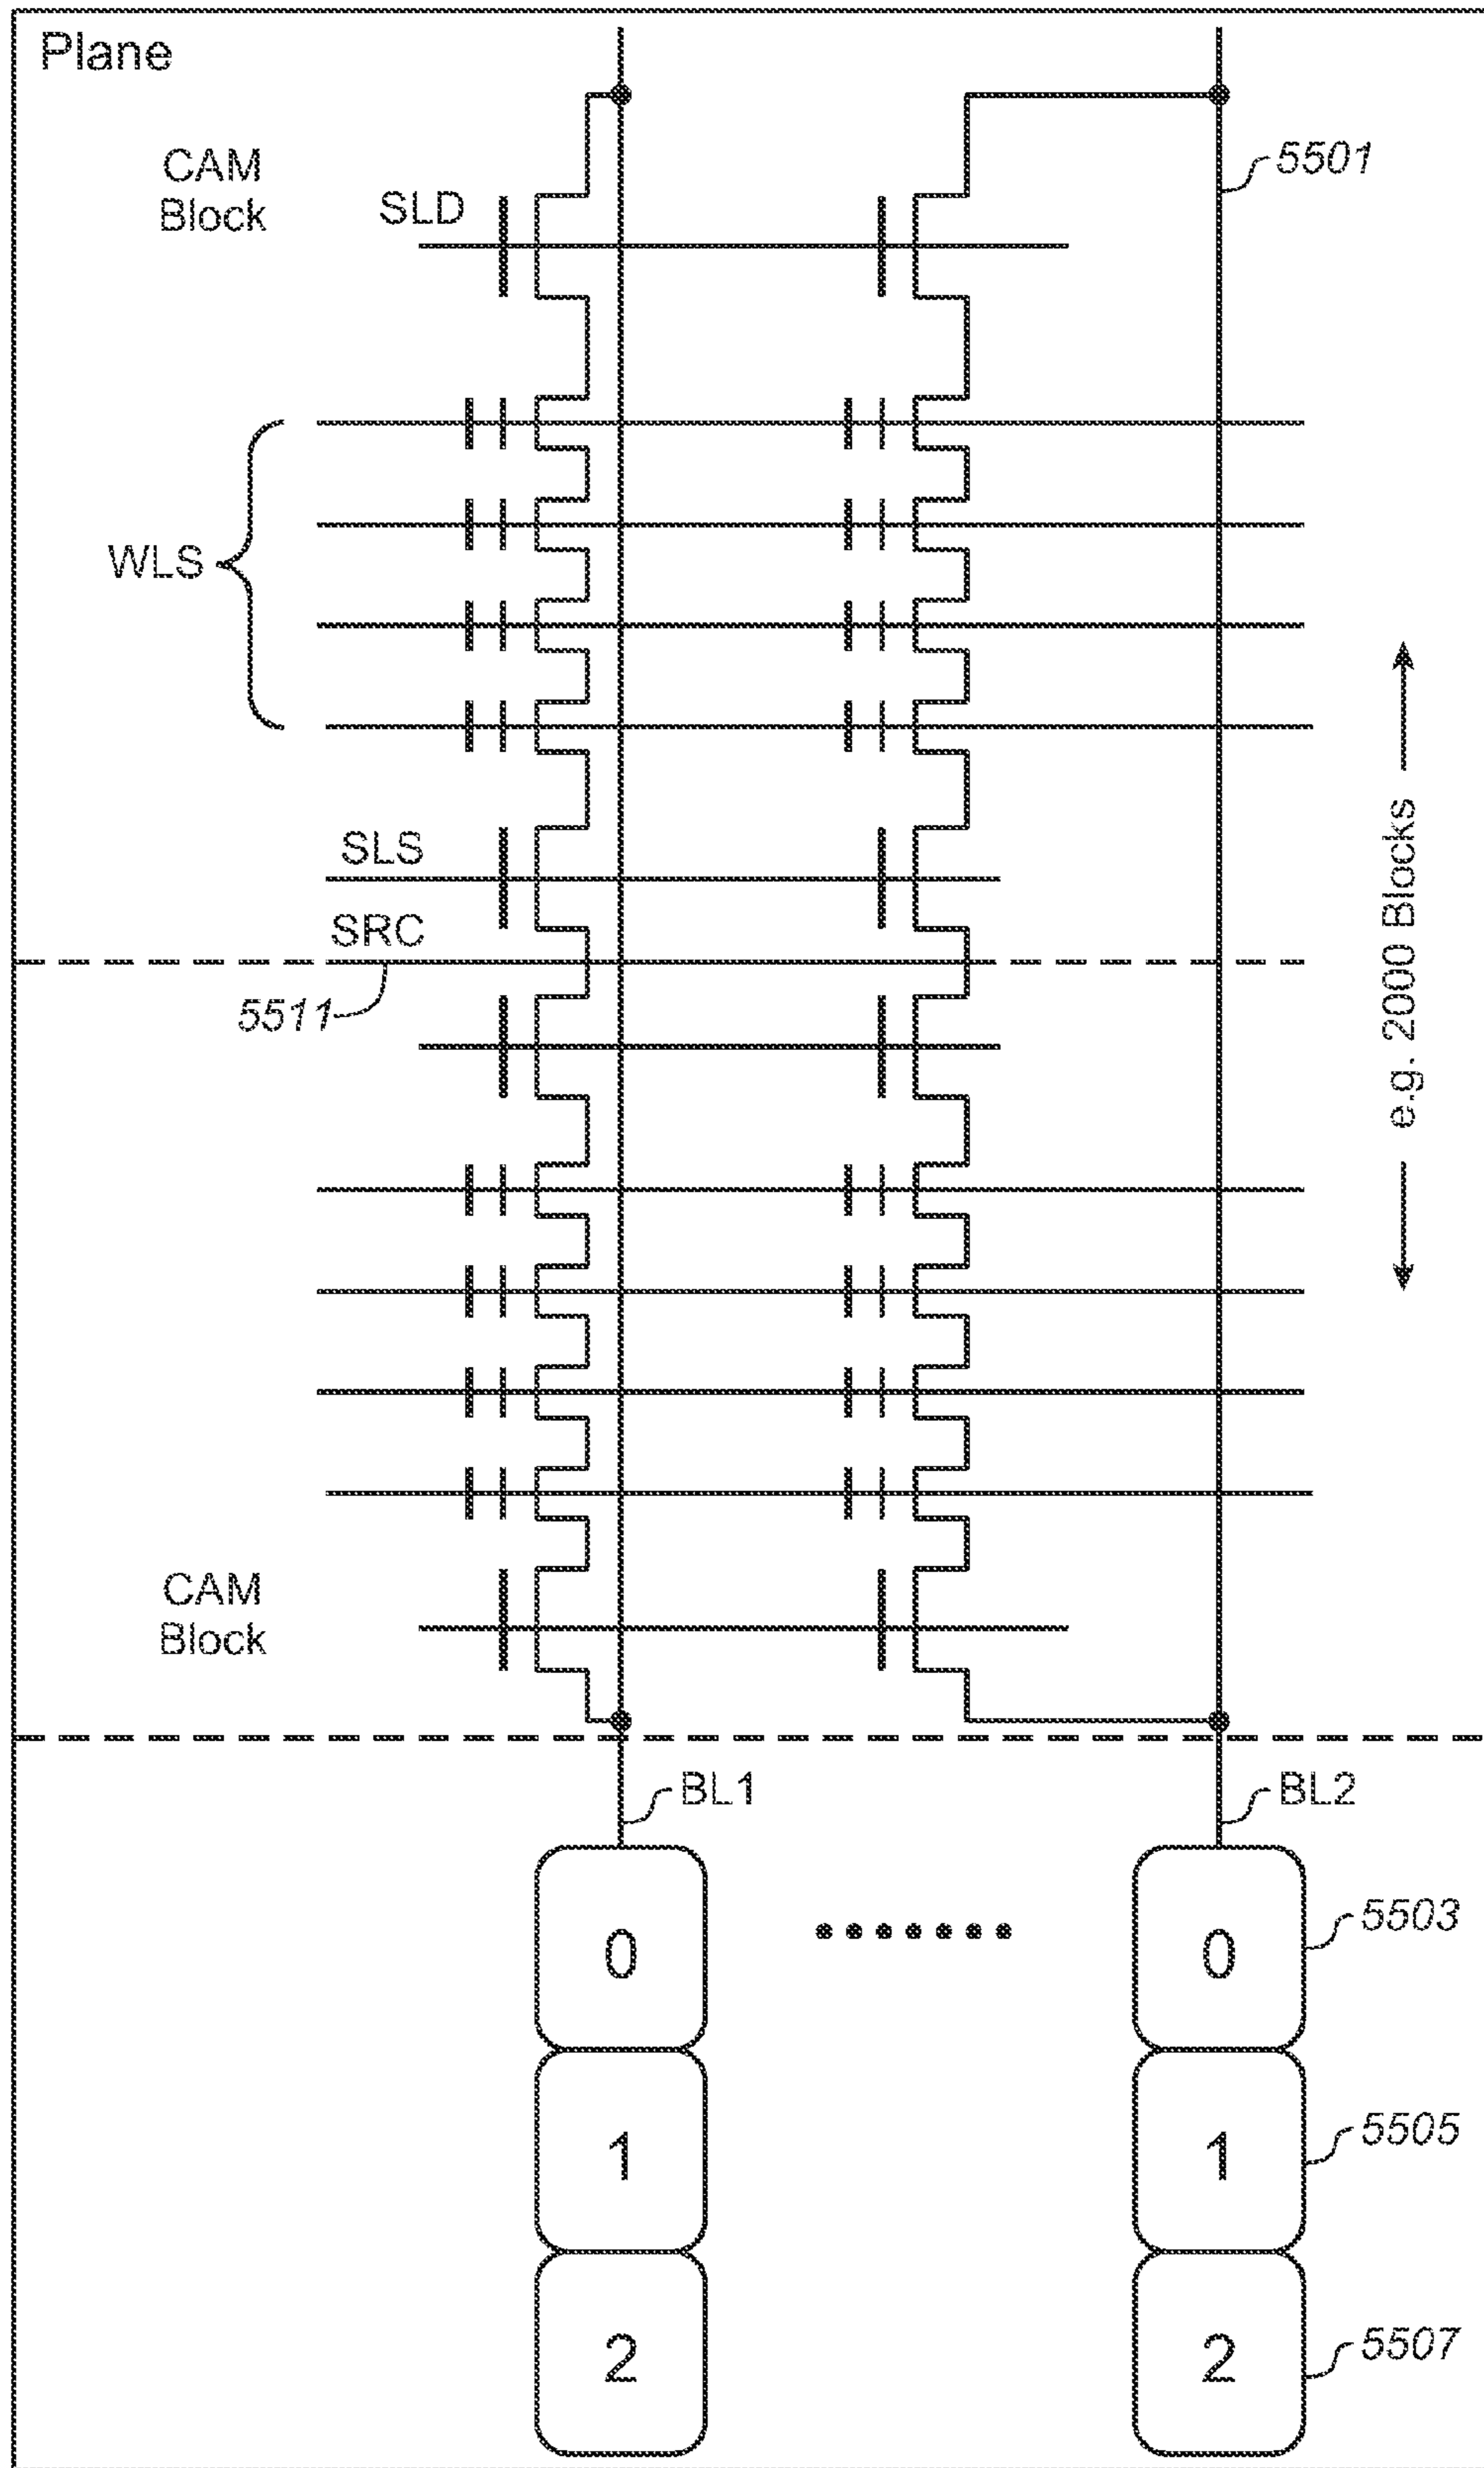 Plane
CAM
Block
SLD
5501
WLS
SLS
SRC
5511
e.g. 2000 Blocks
CAM
Block
BL1
BL2
0
0
5503
1
1
5505
2
2
5507